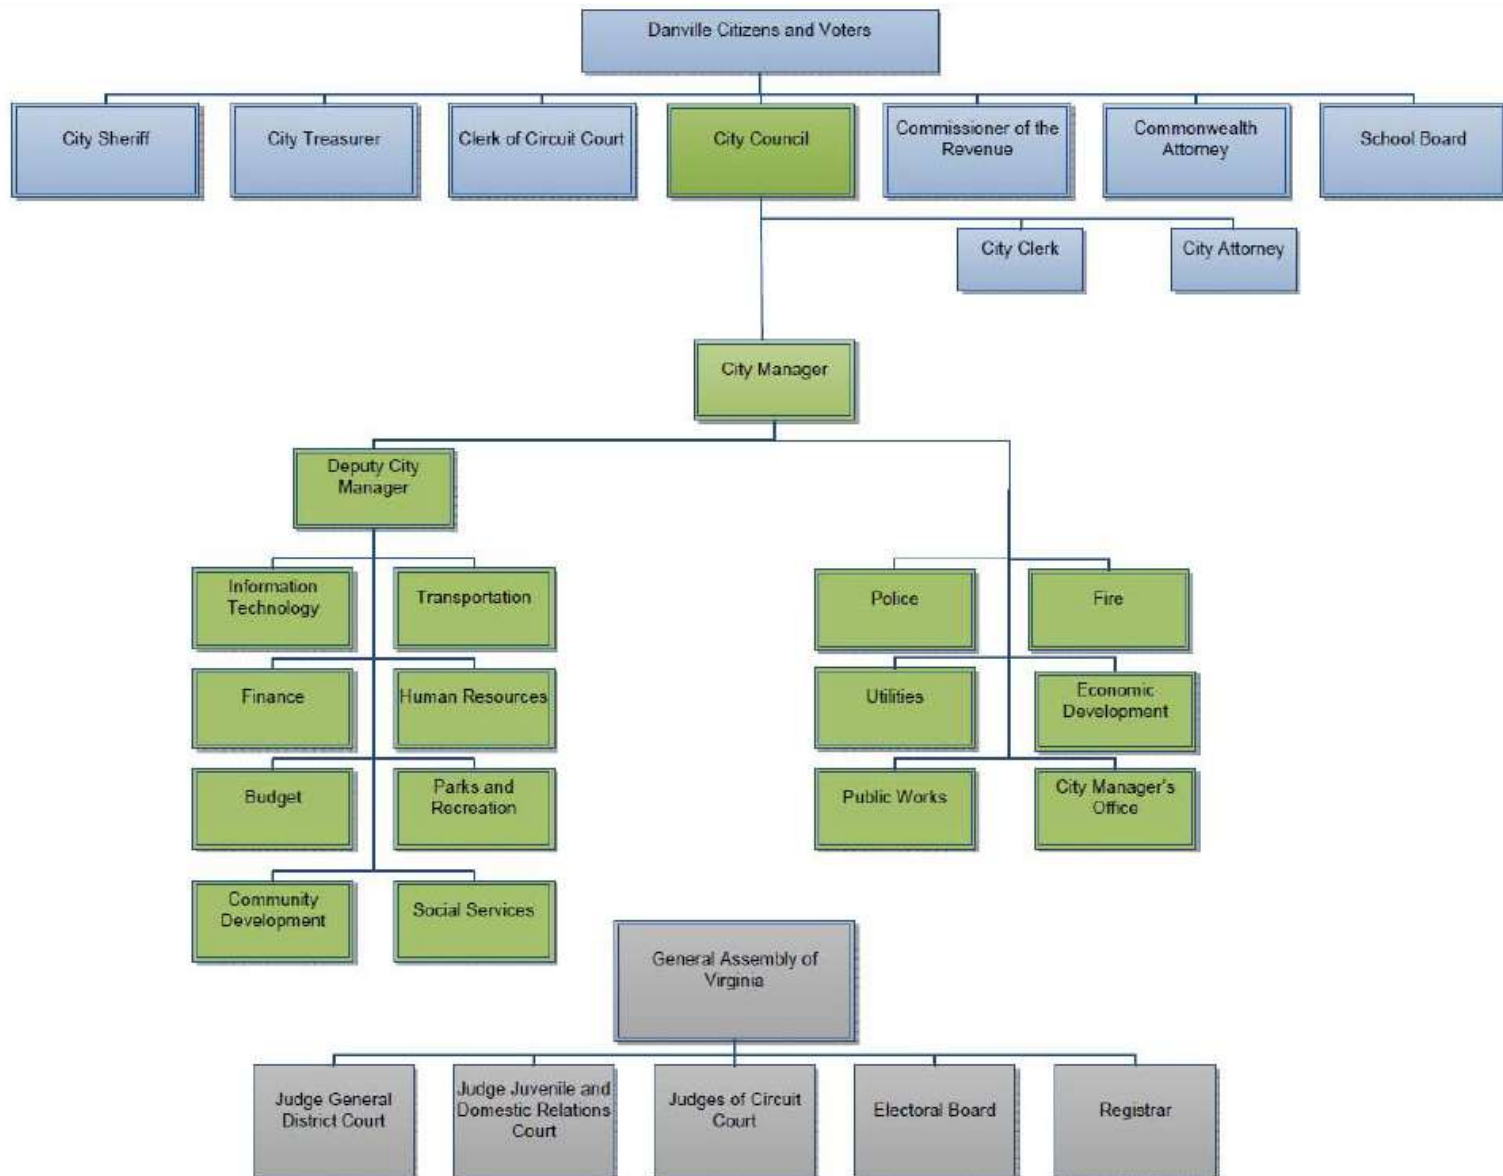 Danville Citizens and Voters
City Sheriff
City Treasurer
Clerk of Circuit Court
City Council
Commissioner of the
Revenue
Commonwealth
Attorney
School Board
City Clerk
City Attorney
City Manager
Deputy City
Manager
Information
Technology
Transportation
Finance
Human Resources
Budget
Parks and
Recreation
Community
Development
Social Services
Police
Fire
Utilities
Economic
Development
Public Works
City Manager's
Office
General Assembly of
Virginia
Judge General
District Court
Judge Juvenile and
Domestic Relations
Court
Judges of Circuit
Court
Electoral Board
Registrar